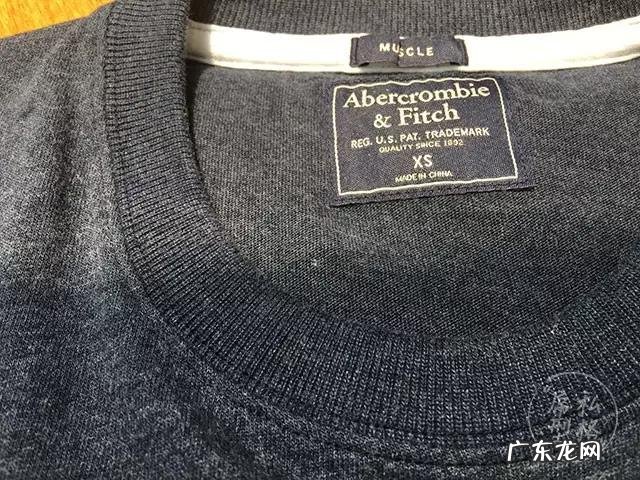 MUSCLE
Abercrombie
& Fitch
REG. U.S. PAT. TRADEMARK
QUALITY SINCE 1892
XS
MADE IN CHINA
广东龙网